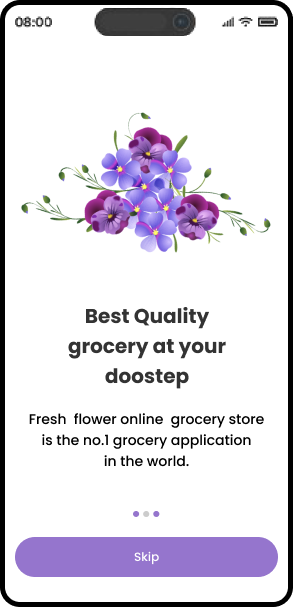 08:00
Best Quality
grocery at your
doostep
Fresh  flower online  grocery store
is the no.1 grocery application
in the world.
Skip